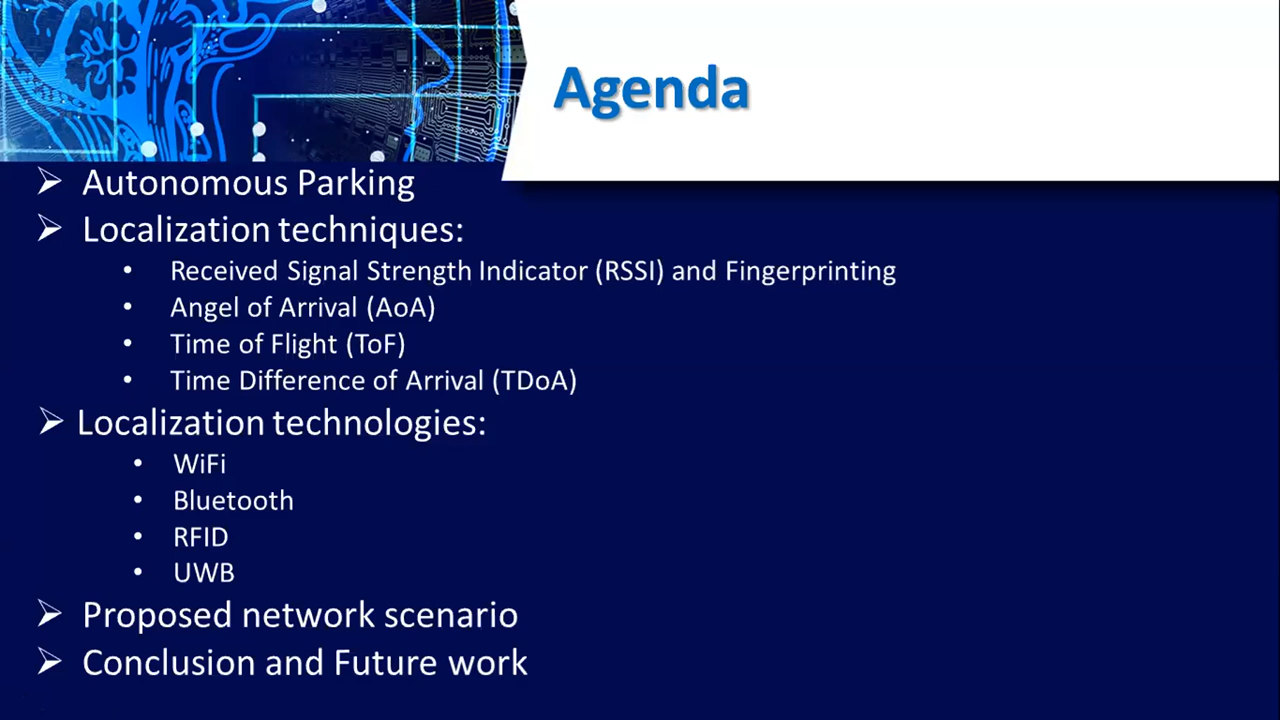 Agenda
➢ Autonomous Parking
➢ Localization techniques:
• Received Signal Strength Indicator (RSSI) and Fingerprinting
• Angel of Arrival (AoA)
• Time of Flight (ToF)
• Time Difference of Arrival (TDoA)
➢ Localization technologies:
• WiFi
• Bluetooth
• RFID
• UWB
➢ Proposed network scenario
➢ Conclusion and Future work